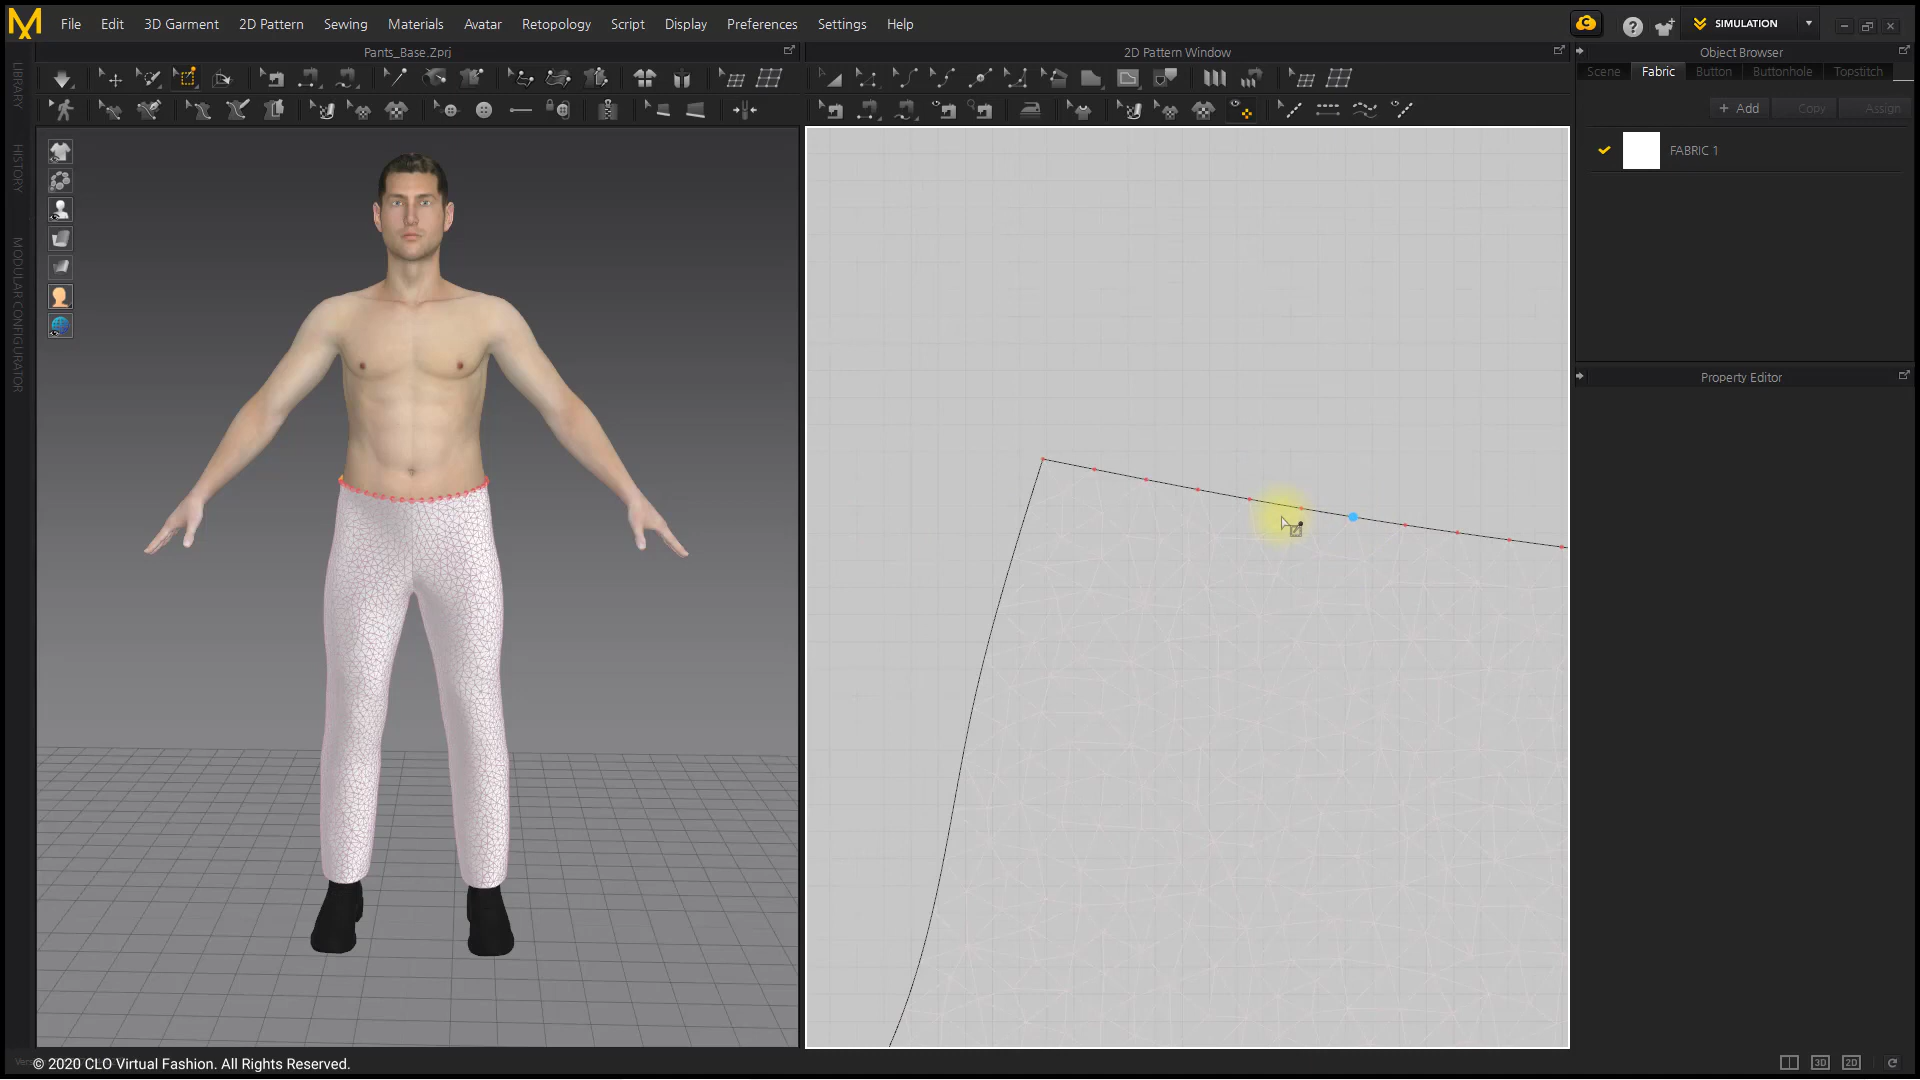 File Edit 3D Garment 2D Pattern Sewing Materials Avatar Retopology Script Display Preferences Settings Help
SIMULATION
Pants_Base.Zprj
2D Pattern Window
Object Browser
Scene Fabric Button Buttonhole Topstitch
+ Add Copy Assign
FABRIC 1
Property Editor
LIBRARY
HISTORY
MODULAR CONFIGURATOR
© 2020 CLO Virtual Fashion. All Rights Reserved.
3D 2D